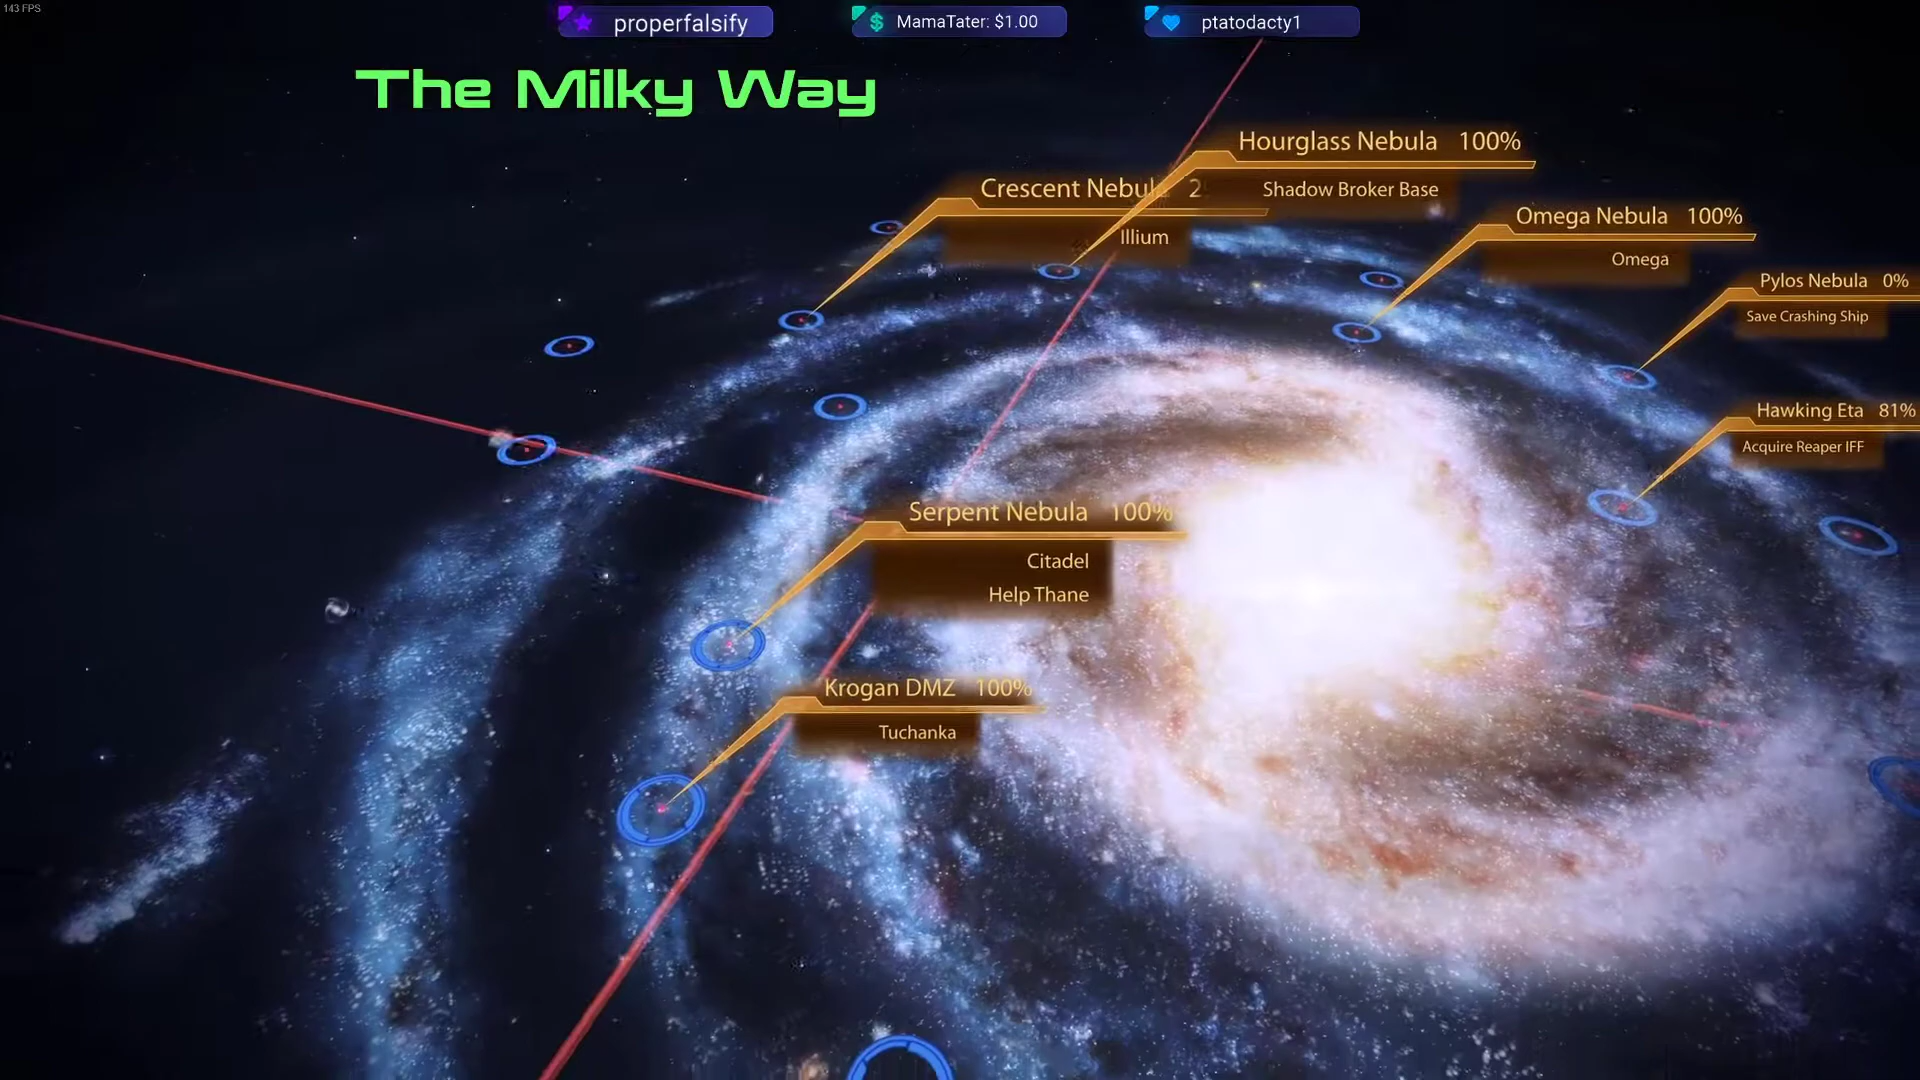 143 FPS
properfalsify
MamaTater: $1.00
ptatodacty1
The Milky Way
Hourglass Nebula 100%
Shadow Broker Base
Crescent Nebula
Illium
Omega Nebula 100%
Omega
Pylos Nebula 0%
Save Crashing Ship
Hawking Eta 81%
Acquire Reaper IFF
Serpent Nebula 100%
Citadel
Help Thane
Krogan DMZ 100%
Tuchanka